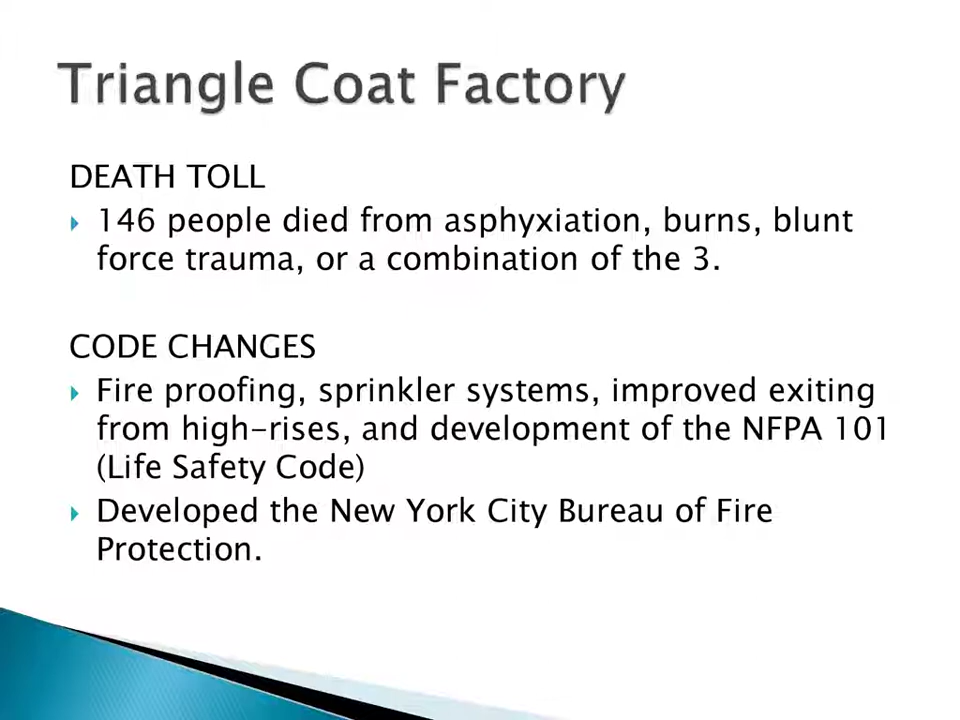 Triangle Coat Factory
DEATH TOLL
146 people died from asphyxiation, burns, blunt
force trauma, or a combination of the 3.
CODE CHANGES
Fire proofing, sprinkler systems, improved exiting
from high-rises, and development of the NFPA 101
(Life Safety Code)
Developed the New York City Bureau of Fire
Protection.